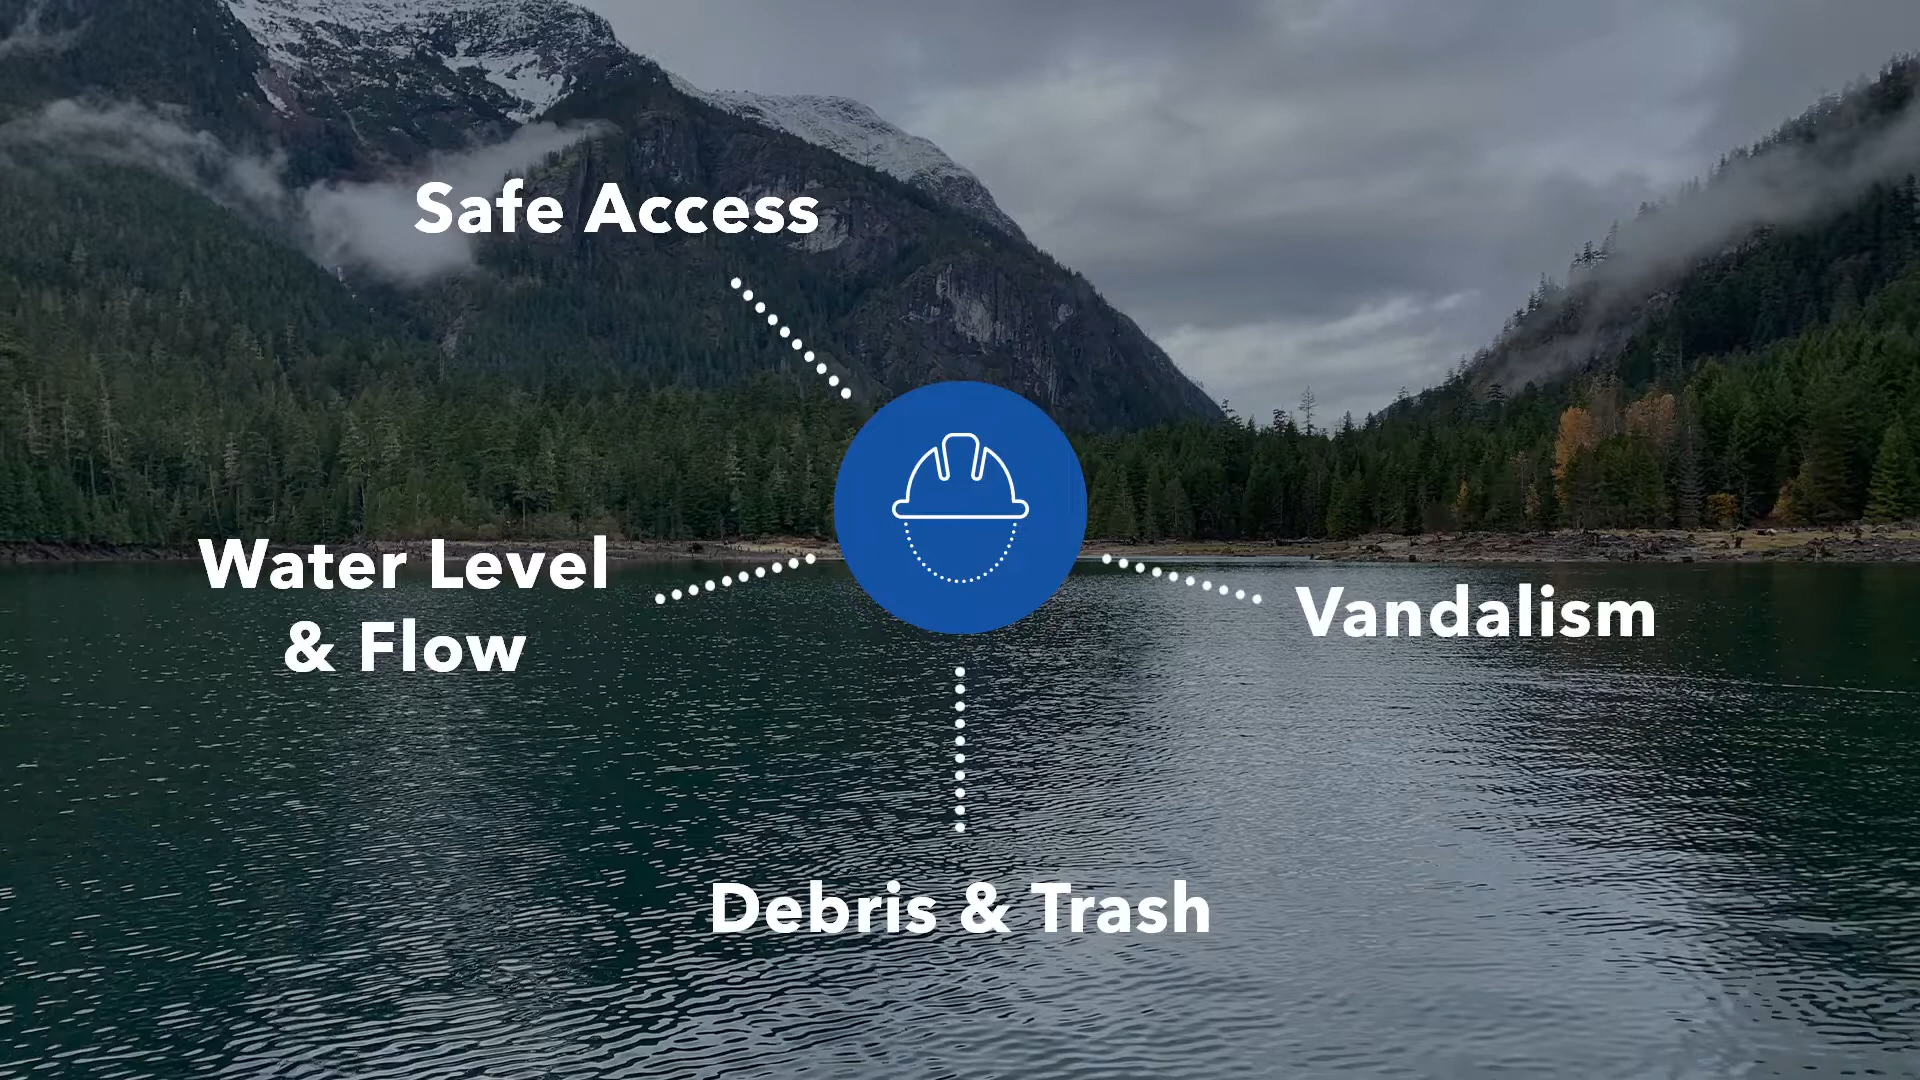 Safe Access
Water Level
& Flow
Vandalism
Debris & Trash